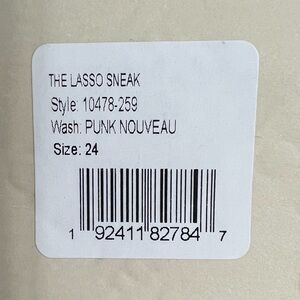 THE LASSO SNEAK
Style: 10478-259
Wash: PUNK NOUVEAU
Size: 24
1 92411 82784 7